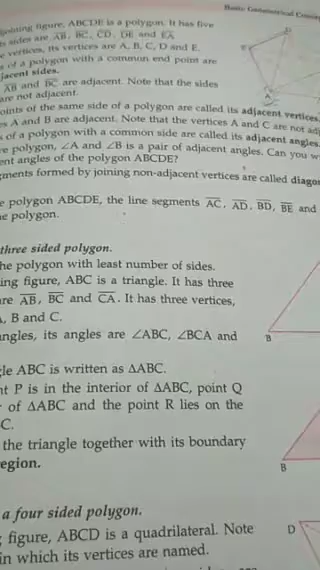 Basic Geometrical
joining figure, ABCDE is a polygon. It has five
sides are AB, BC, CD, DE and EA
vertices, its vertices are A, B, C, D and E.
of a polygon with a common end point are
jacent sides.
AB and BC are adjacent. Note that the sides
are not adjacent.
oints of the same side of a polygon are called its adjacent vertices.
A and B are adjacent. Note that the vertices A and C are not adj
of a polygon with a common side are called its adjacent angles.
polygon, ∠A and ∠B is a pair of adjacent angles. Can you w
ent angles of the polygon ABCDE?
gments formed by joining non-adjacent vertices are called diagon
polygon ABCDE, the line segments AC, AD, BD, BE and
e polygon.
three sided polygon.
he polygon with least number of sides.
ing figure, ABC is a triangle. It has three
re AB, BC and CA. It has three vertices,
B and C.
ngles, its angles are ∠ABC, ∠BCA and
B
le ABC is written as ΔABC.
nt P is in the interior of ΔABC, point Q
of ΔABC and the point R lies on the
C.
the triangle together with its boundary
egion.
B
a four sided polygon.
figure, ABCD is a quadrilateral. Note
D
in which its vertices are named.